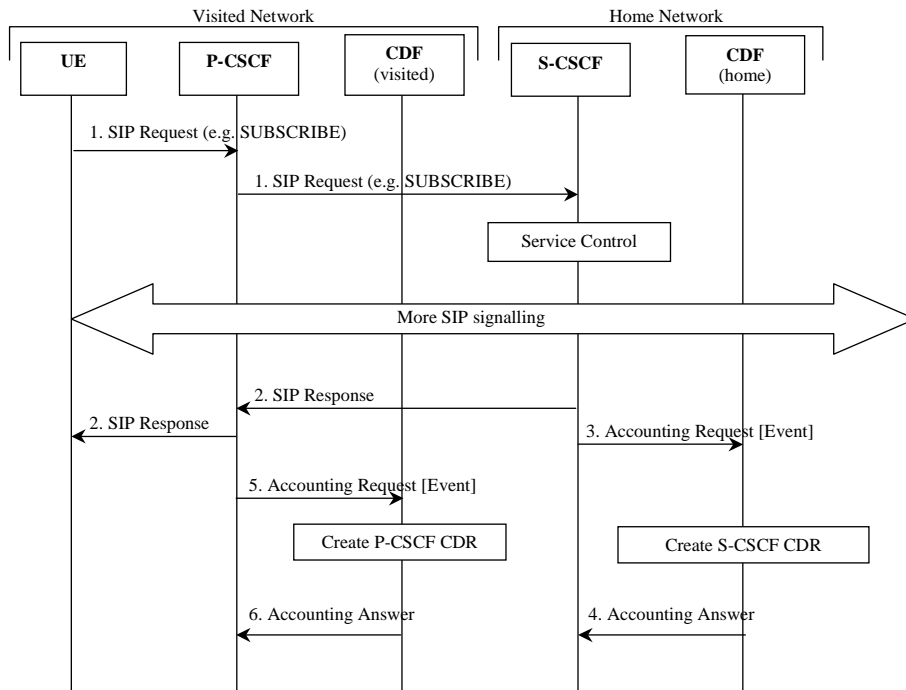 Visited Network
Home Network
UE
P-CSCF
CDF
(visited)
S-CSCF
CDF
(home)
1. SIP Request (e.g. SUBSCRIBE)
1. SIP Request (e.g. SUBSCRIBE)
Service Control
More SIP signalling
2. SIP Response
2. SIP Response
3. Accounting Request [Event]
5. Accounting Request [Event]
Create P-CSCF CDR
Create S-CSCF CDR
6. Accounting Answer
4. Accounting Answer